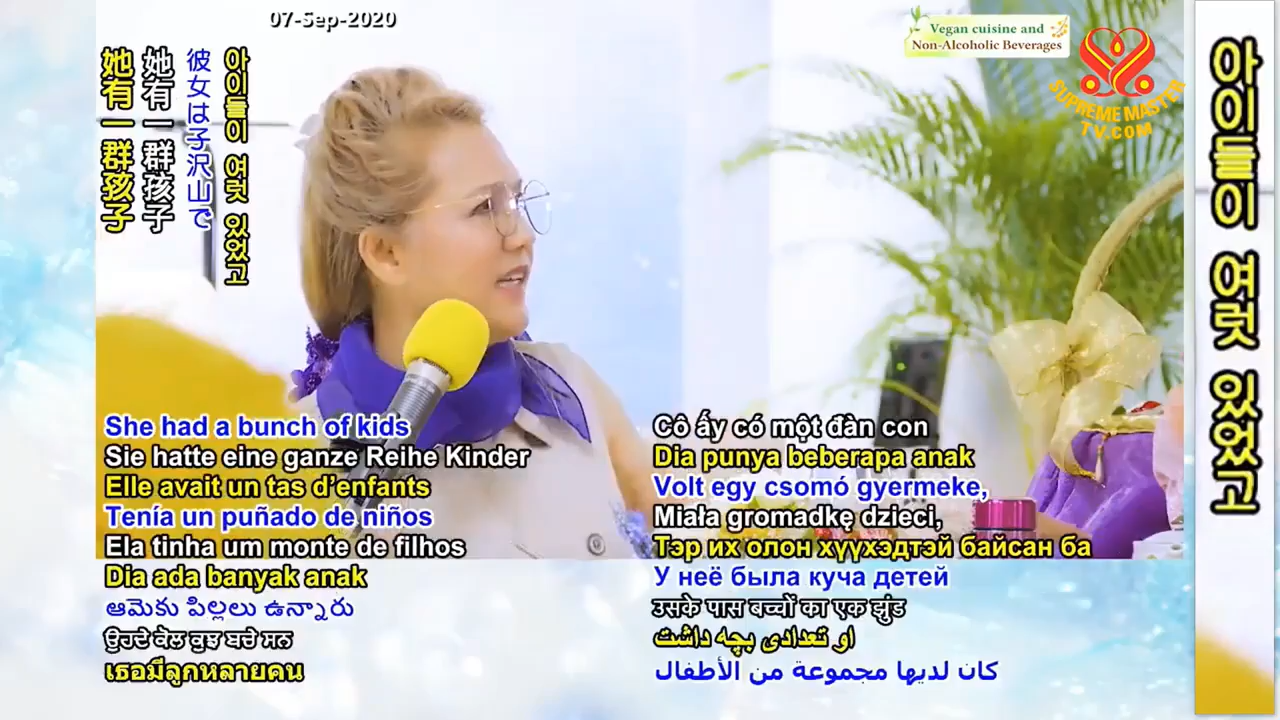 07-Sep-2020
Vegan cuisine and
Non-Alcoholic Beverages
SUPREME MASTER
TV.COM
아이들이 여럿 있었고
彼女は子沢山で
她有一群孩子
她有一群孩子
아이들이 여럿 있었고
She had a bunch of kids
Sie hatte eine ganze Reihe Kinder
Elle avait un tas d'enfants
Tenía un puñado de niños
Ela tinha um monte de filhos
Dia ada banyak anak
ఆమెకు పిల్లలు ఉన్నారు
ਉਹਦੇ ਕੋਲ ਕੁਝ ਬਚੇ ਸਨ
เธอมีลูกหลายคน
Cô ấy có một đàn con
Dia punya beberapa anak
Volt egy csomó gyermeke,
Miała gromadkę dzieci,
Тэр их олон хүүхэдтэй байсан ба
У неё была куча детей
उसके पास बच्चों का एक झुंड
او تعدادی بچه داشت
كان لديها مجموعة من الأطفال